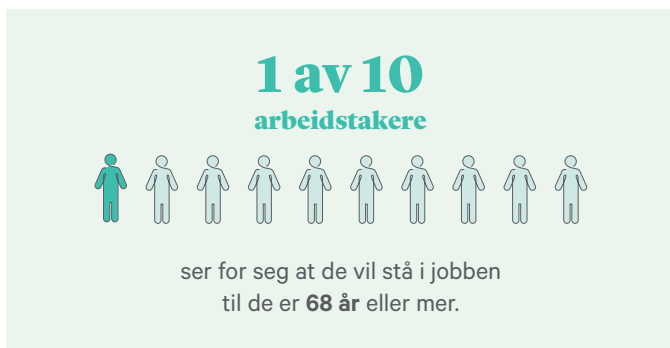 1 av 10
arbeidstakere
ser for seg at de vil stå i jobben
til de er 68 år eller mer.